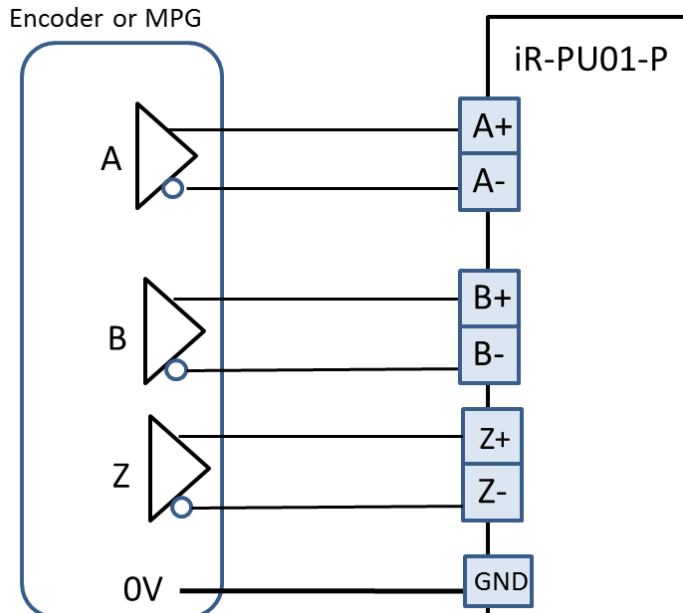 Encoder or MPG
iR-PU01-P
A
A+
A-
B
B+
B-
Z
Z+
Z-
0V
GND